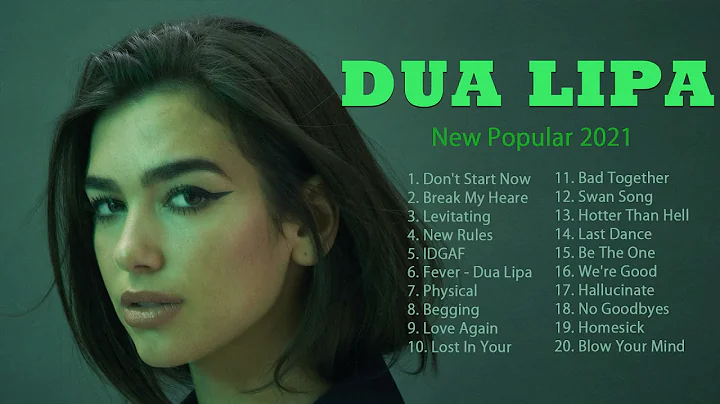 DUA LIPA
New Popular 2021
1. Don't Start Now
2. Break My Heare
3. Levitating
4. New Rules
5. IDGAF
6. Fever - Dua Lipa
7. Physical
8. Begging
9. Love Again
10. Lost In Your
11. Bad Together
12. Swan Song
13. Hotter Than Hell
14. Last Dance
15. Be The One
16. We're Good
17. Hallucinate
18. No Goodbyes
19. Homesick
20. Blow Your Mind